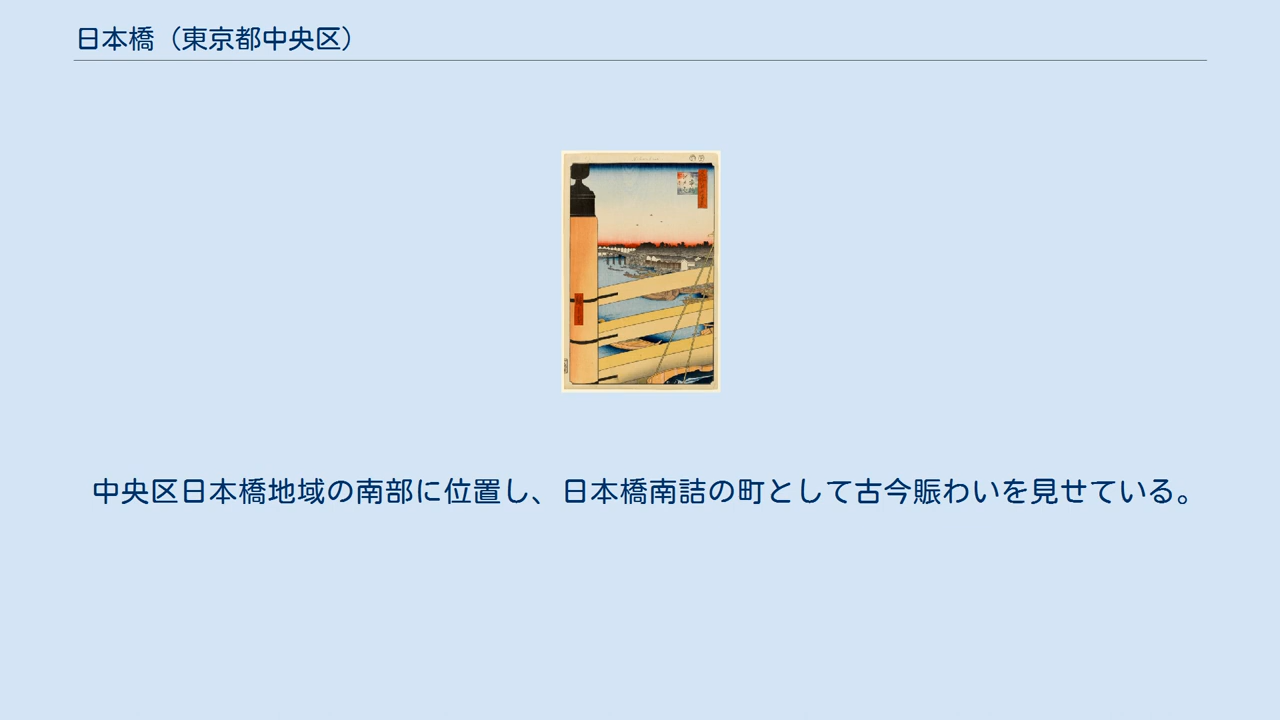 日本橋（東京都中央区）
中央区日本橋地域の南部に位置し、日本橋南詰の町として古今賑わいを見せている。